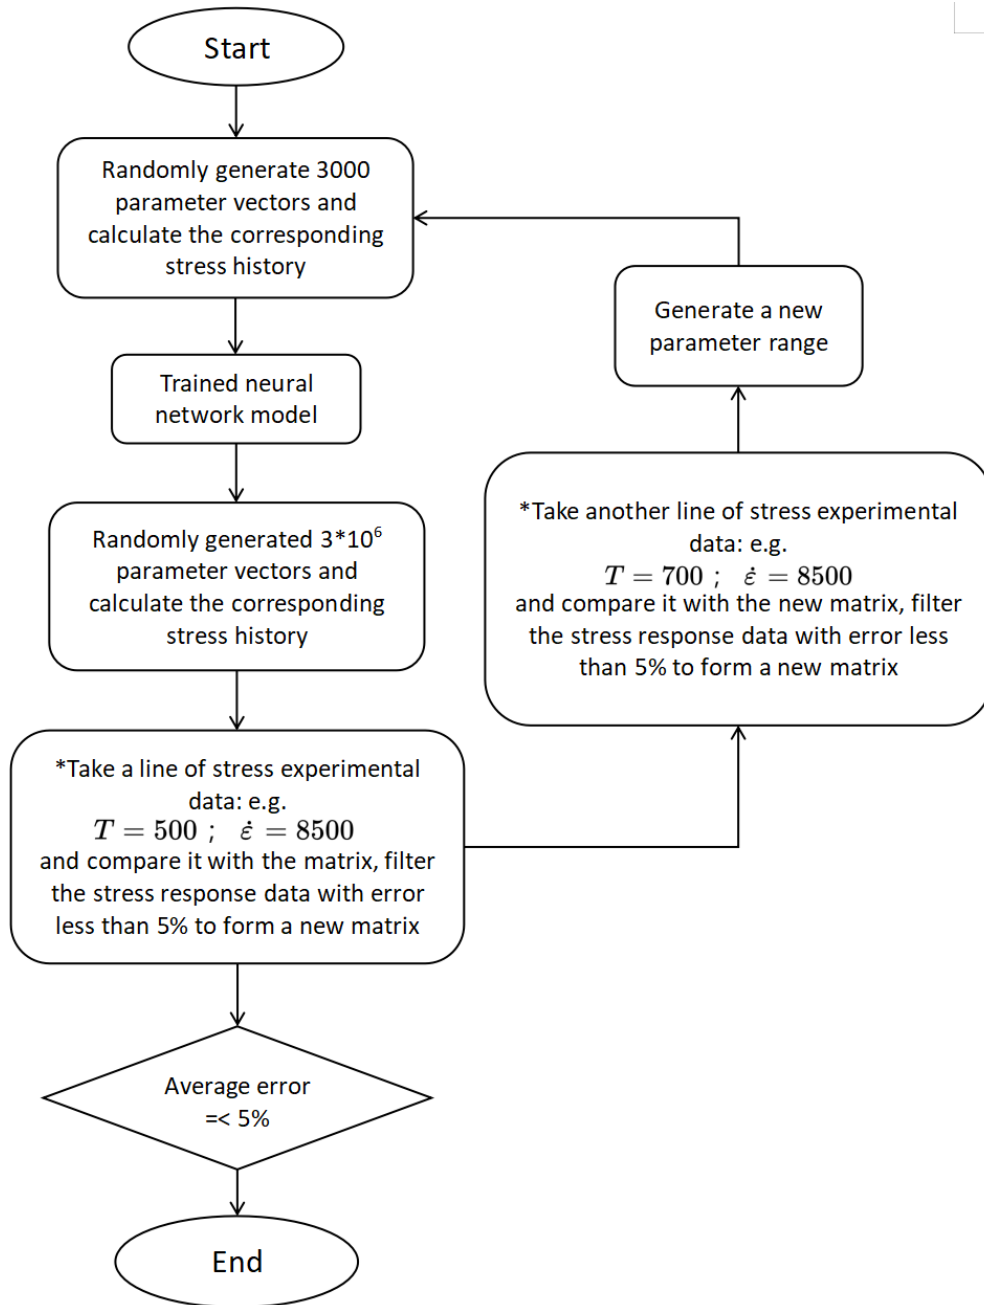 Start
Randomly generate 3000
parameter vectors and
calculate the corresponding
stress history
Trained neural
network model
Randomly generated 3*10⁶
parameter vectors and
calculate the corresponding
stress history
*Take a line of stress experimental
data: e.g.
T = 500 ; ε̇ = 8500
and compare it with the matrix, filter
the stress response data with error
less than 5% to form a new matrix
Average error
=< 5%
End
*Take another line of stress experimental
data: e.g.
T = 700 ; ε̇ = 8500
and compare it with the new matrix, filter
the stress response data with error less
than 5% to form a new matrix
Generate a new
parameter range